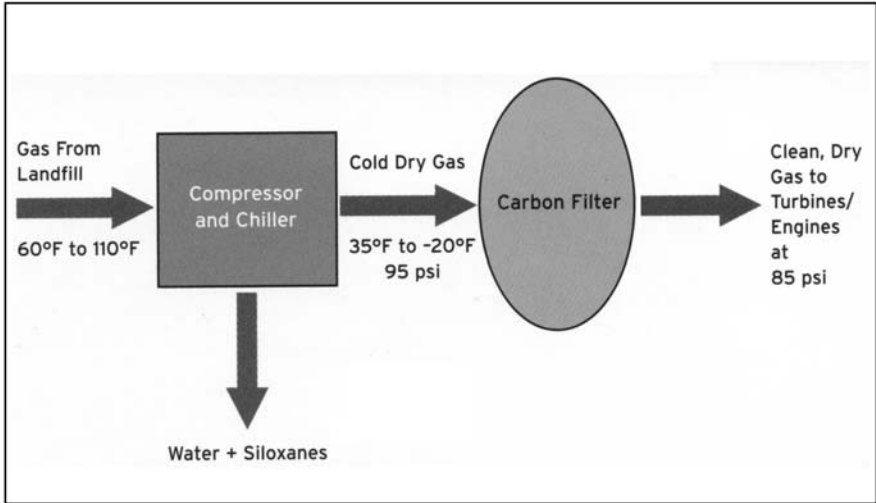 Gas From
Landfill
60°F to 110°F
Compressor
and Chiller
Water + Siloxanes
Cold Dry Gas
35°F to -20°F
95 psi
Carbon Filter
Clean, Dry
Gas to
Turbines/
Engines
at
85 psi